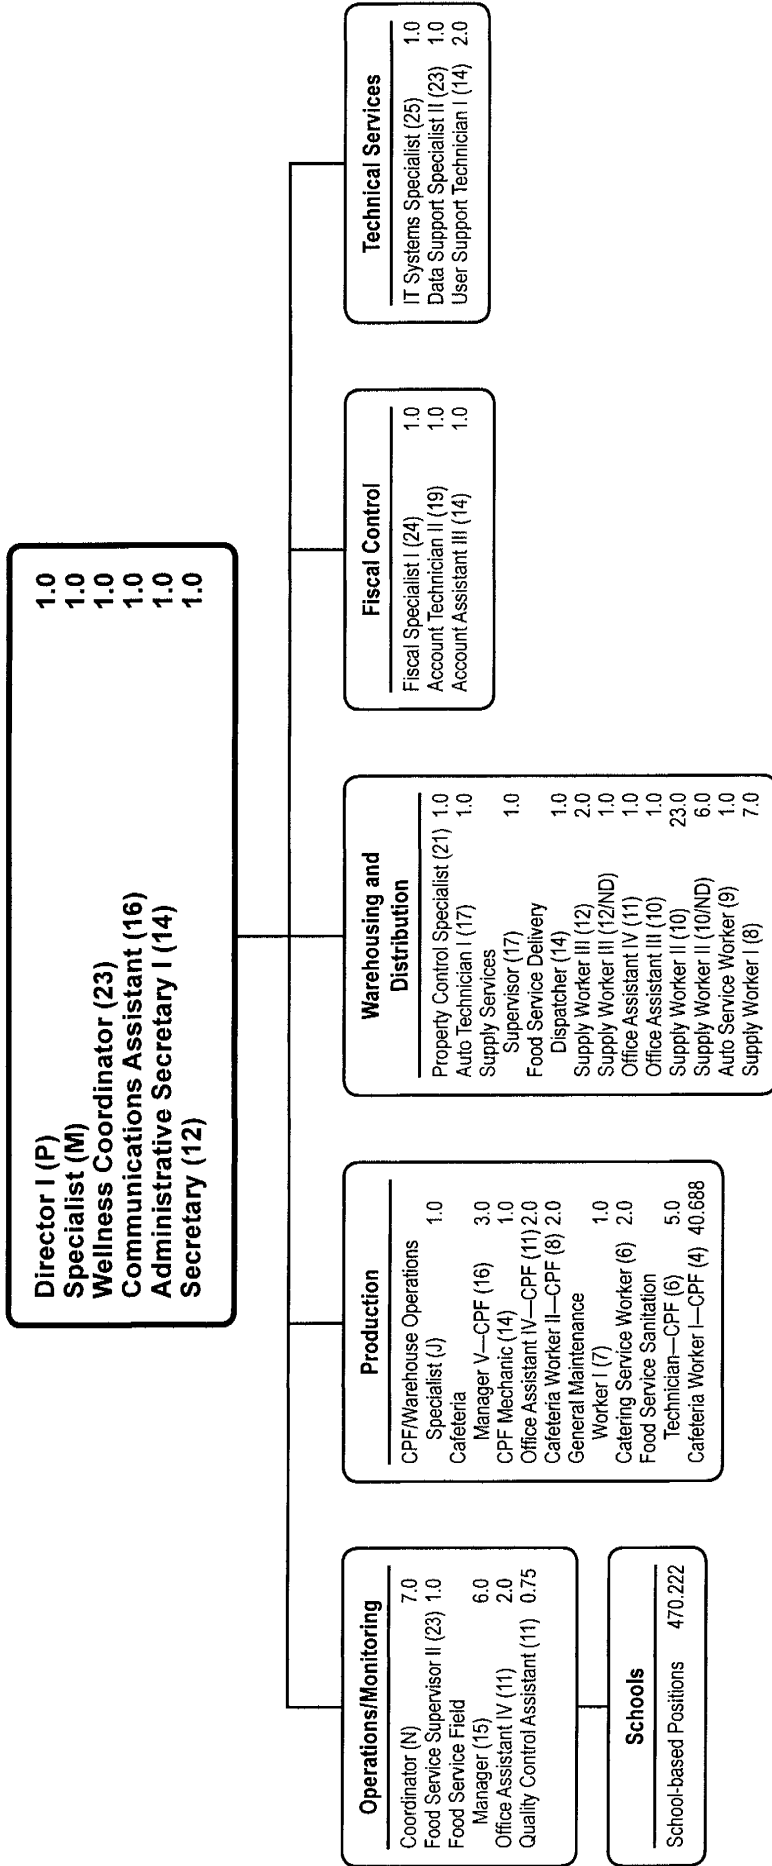 Director I (P) 1.0
Specialist (M) 1.0
Wellness Coordinator (23) 1.0
Communications Assistant (16) 1.0
Administrative Secretary I (14) 1.0
Secretary (12) 1.0
Operations/Monitoring
Coordinator (N) 7.0
Food Service Supervisor II (23) 1.0
Food Service Field
Manager (15) 6.0
Office Assistant IV (11) 2.0
Quality Control Assistant (11) 0.75
Schools
School-based Positions 470.222
Production
CPF/Warehouse Operations
Specialist (J) 1.0
Cafeteria
Manager V—CPF (16) 3.0
CPF Mechanic (14) 1.0
Office Assistant IV—CPF (11) 2.0
Cafeteria Worker II—CPF (8) 2.0
General Maintenance
Worker I (7) 1.0
Catering Service Worker (6) 2.0
Food Service Sanitation
Technician—CPF (6) 5.0
Cafeteria Worker I—CPF (4) 40.688
Warehousing and
Distribution
Property Control Specialist (21) 1.0
Auto Technician I (17) 1.0
Supply Services
Supervisor (17) 1.0
Food Service Delivery
Dispatcher (14) 1.0
Supply Worker III (12) 2.0
Supply Worker III (12/ND) 1.0
Office Assistant IV (11) 1.0
Office Assistant III (10) 1.0
Supply Worker II (10) 23.0
Supply Worker II (10/ND) 6.0
Auto Service Worker (9) 1.0
Supply Worker I (8) 7.0
Fiscal Control
Fiscal Specialist I (24) 1.0
Account Technician II (19) 1.0
Account Assistant III (14) 1.0
Technical Services
IT Systems Specialist (25) 1.0
Data Support Specialist II (23) 1.0
User Support Technician I (14) 2.0